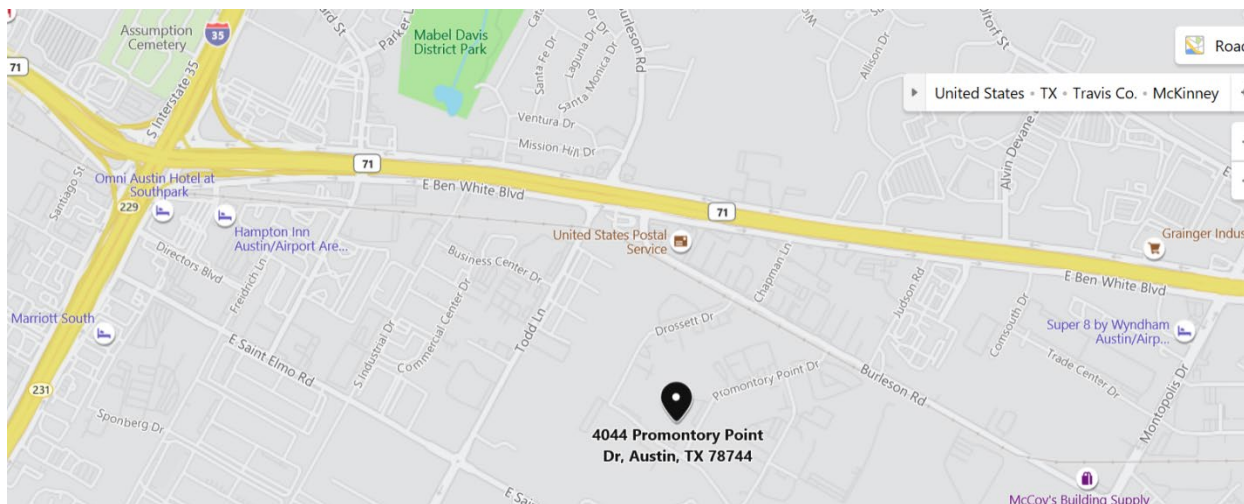 Assumption
Cemetery
35
71
S Interstate 35
Parker L
Mabel Davis
District Park
Santa Fe Dr
Laguna Dr
Santa Monica Dr
Burleson Rd
Allison Dr
Road
United States • TX • Travis Co. • McKinney
Ventura Dr
Mission Hill Dr
Alvin Devane
71
E Ben White Blvd
Santiago St
Omni Austin Hotel at
Southpark
229
Hampton Inn
Austin/Airport Are...
71
United States Postal
Service
Grainger Indus
E Ben White Blvd
Directors Blvd
Freidrich Ln
Business Center Dr
Chapman Ln
Judson Rd
Marriott South
E Saint Elmo Rd
S Industrial Dr
Commercial Center Dr
Todd Ln
Drossett Dr
Comsouth Dr
Super 8 by Wyndham
Austin/Airp...
Trade Center Dr
Promontory Point Dr
Burleson Rd
Montopolis Dr
231
Sponberg Dr
4044 Promontory Point
Dr, Austin, TX 78744
E Sain
McCoy's Building Supply